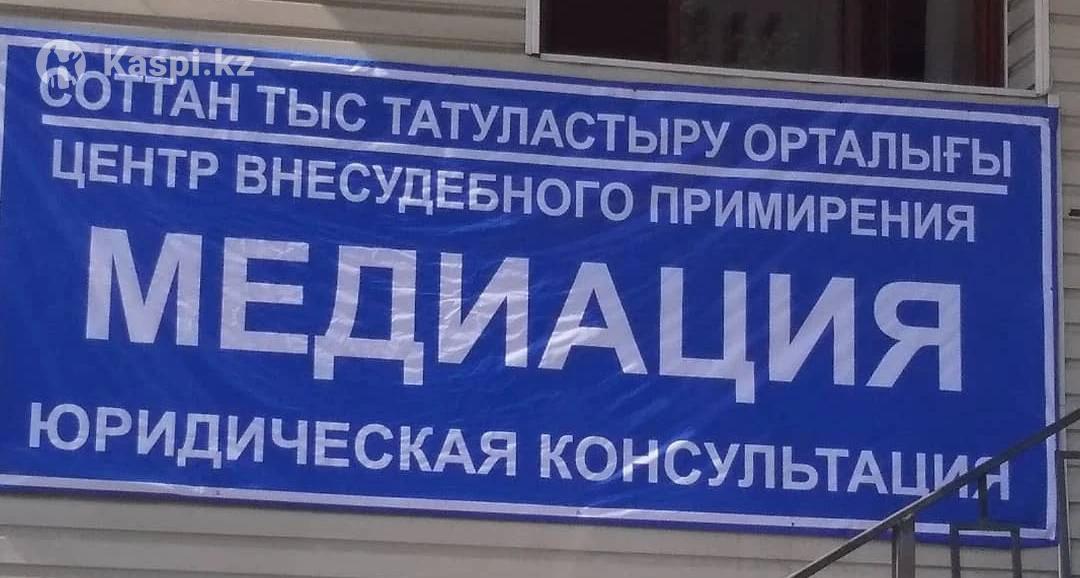 Kaspi.kz
СОТТАН ТЫС ТАТУЛАСТЫРУ ОРТАЛЫҒЫ
ЦЕНТР ВНЕСУДЕБНОГО ПРИМИРЕНИЯ
МЕДИАЦИЯ
ЮРИДИЧЕСКАЯ КОНСУЛЬТАЦИЯ